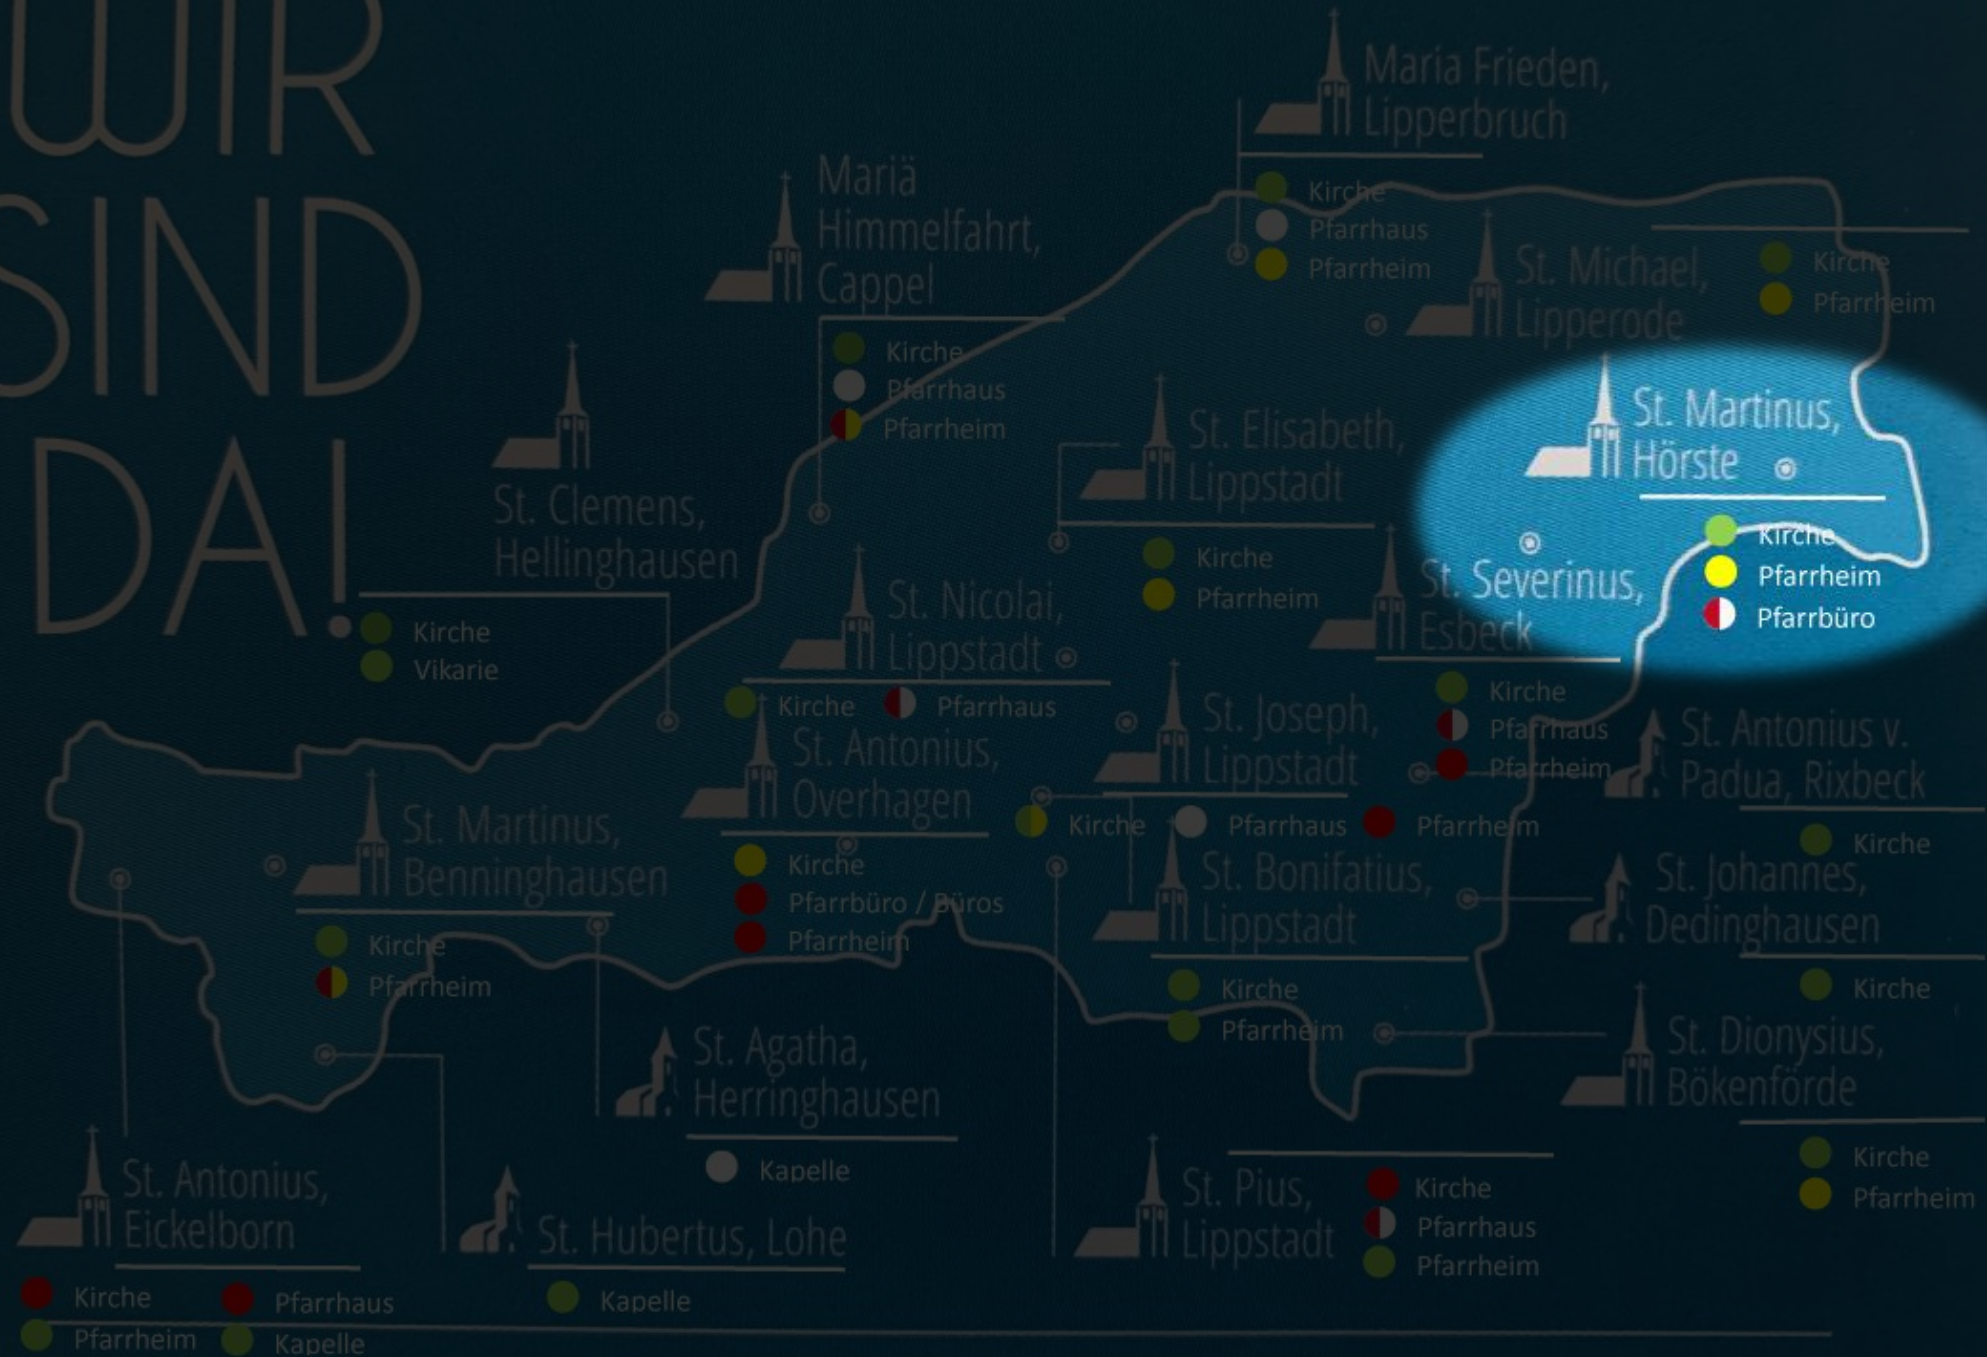 WIR
SIND
DA!
Maria Frieden,
Lipperbruch
Kirche
Pfarrhaus
Pfarrheim
Mariä
Himmelfahrt,
Cappel
Kirche
Pfarrhaus
Pfarrheim
St. Michael,
Lipperode
Kirche
Pfarrheim
St. Martinus,
Hörste
Kirche
Pfarrheim
Pfarrbüro
St. Elisabeth,
Lippstadt
Kirche
Pfarrheim
St. Clemens,
Hellinghausen
Kirche
Vikarie
St. Nicolai,
Lippstadt
Kirche Pfarrhaus
St. Severinus,
Esbeck
Kirche
Pfarrhaus
Pfarrheim
St. Antonius,
Overhagen
Kirche
Pfarrbüro / Büros
Pfarrheim
St. Joseph,
Lippstadt
Kirche Pfarrhaus Pfarrheim
St. Antonius v.
Padua, Rixbeck
Kirche
St. Martinus,
Benninghausen
Kirche
Pfarrheim
St. Bonifatius,
Lippstadt
Kirche
Pfarrheim
St. Johannes,
Dedinghausen
Kirche
St. Agatha,
Herringhausen
Kapelle
St. Dionysius,
Bökenförde
Kirche
Pfarrheim
St. Antonius,
Eickelborn
Kirche Pfarrhaus
Pfarrheim Kapelle
St. Hubertus, Lohe
Kapelle
St. Pius,
Lippstadt
Kirche
Pfarrhaus
Pfarrheim